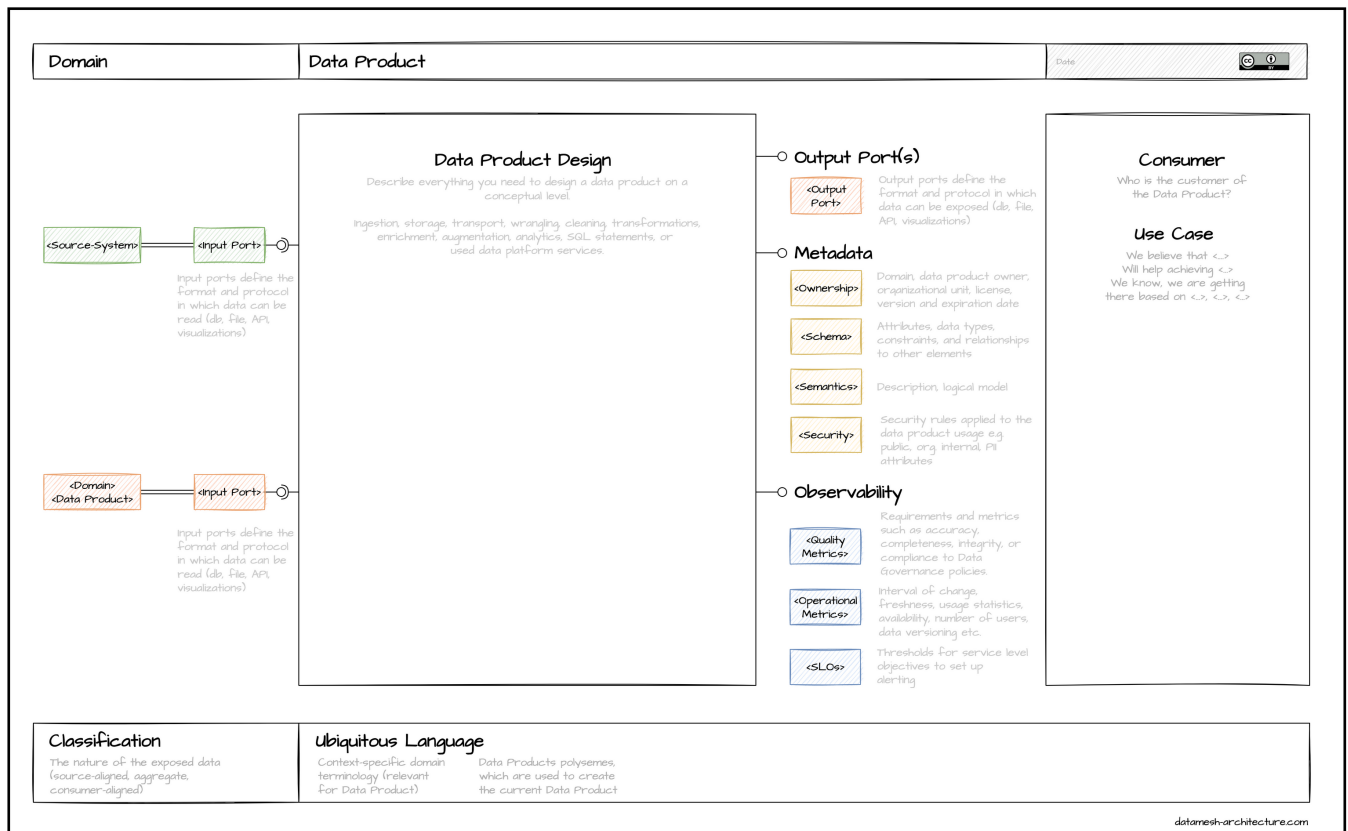 Domain
Data Product
Date
cc
BY
Data Product Design
Describe everything you need to design a data product on a
conceptual level.
Ingestion, storage, transport, wrangling, cleaning, transformations,
enrichment, augmentation, analytics, SQL statements, or
used data platform services.
<Source-System>
<Input Port>
Input ports define the
format and protocol
in which data can be
read (db, file, API,
visualizations)
<Domain>
<Data Product>
<Input Port>
Input ports define the
format and protocol
in which data can be
read (db, file, API,
visualizations)
Output Port(s)
<Output
Port>
Output ports define the
format and protocol in which
data can be exposed (db, file,
API, visualizations)
Metadata
<Ownership>
Domain, data product owner,
organizational unit, license,
version and expiration date
<Schema>
Attributes, data types,
constraints, and relationships
to other elements
<Semantics>
Description, logical model
<Security>
Security rules applied to the
data product usage e.g.
public, org. internal, PII
attributes
Observability
<Quality
Metrics>
Requirements and metrics
such as accuracy,
completeness, integrity, or
compliance to Data
Governance policies.
<Operational
Metrics>
Interval of change,
freshness, usage statistics,
availability, number of users,
data versioning etc.
<SLOs>
Thresholds for service level
objectives to set up
alerting
Consumer
Who is the customer of
the Data Product?
Use Case
We believe that <...>
Will help achieving <...>
We know, we are getting
there based on <...>, <...>, <...>
Classification
The nature of the exposed data
(source-aligned, aggregate,
consumer-aligned)
Ubiquitous Language
Context-specific domain
terminology (relevant
for Data Product)
Data Products polysemes,
which are used to create
the current Data Product
datamesh-architecture.com